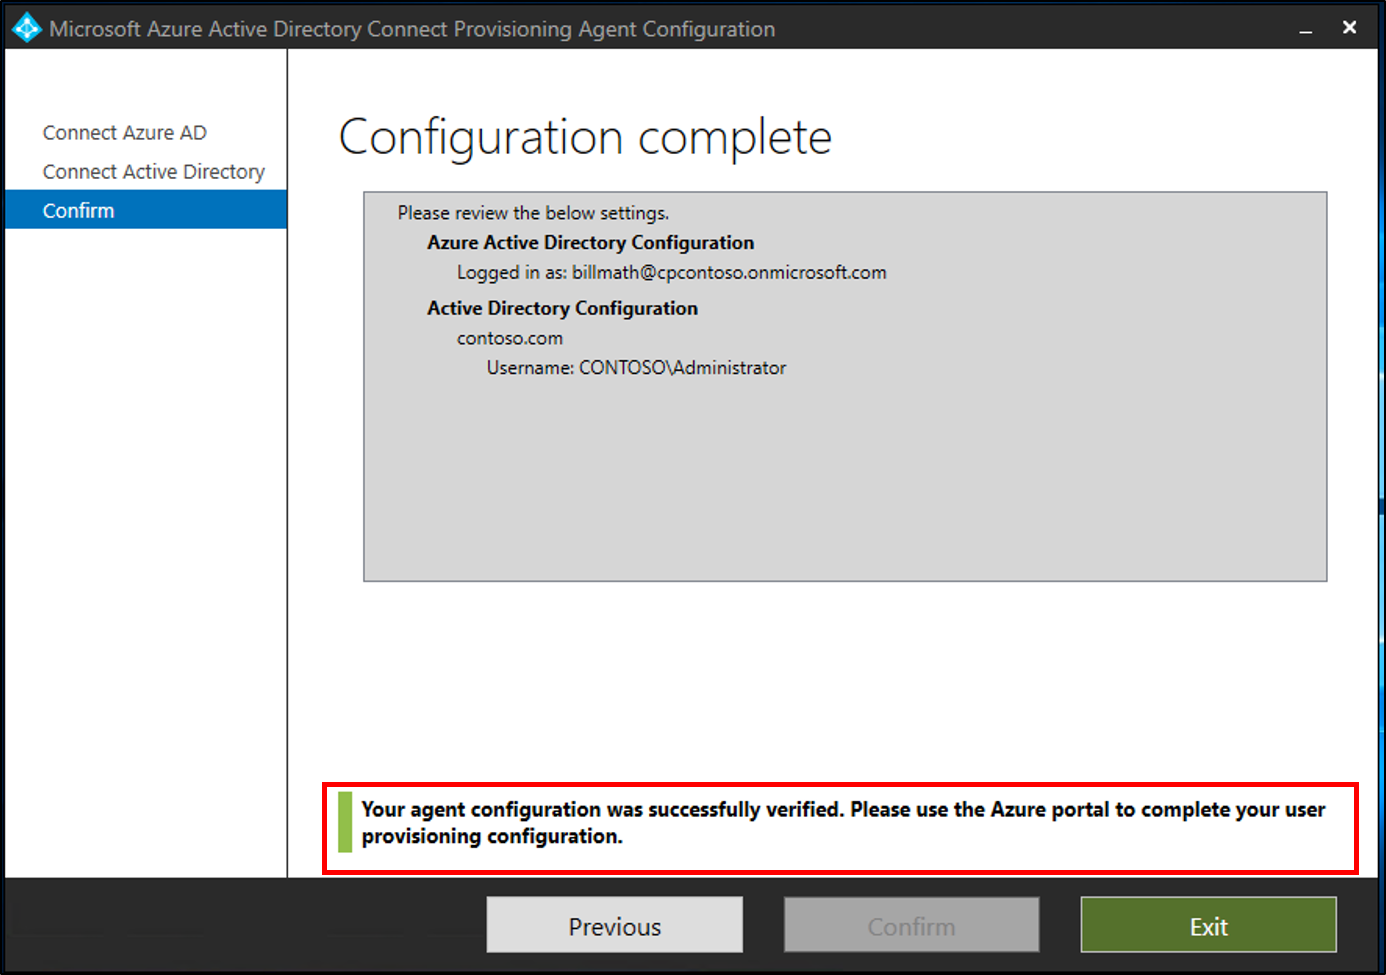 Microsoft Azure Active Directory Connect Provisioning Agent Configuration
Connect Azure AD
Connect Active Directory
Confirm
Configuration complete
Please review the below settings.
Azure Active Directory Configuration
Logged in as: billmath@cpcontoso.onmicrosoft.com
Active Directory Configuration
contoso.com
Username: CONTOSO\Administrator
Your agent configuration was successfully verified. Please use the Azure portal to complete your user
provisioning configuration.
Previous
Confirm
Exit